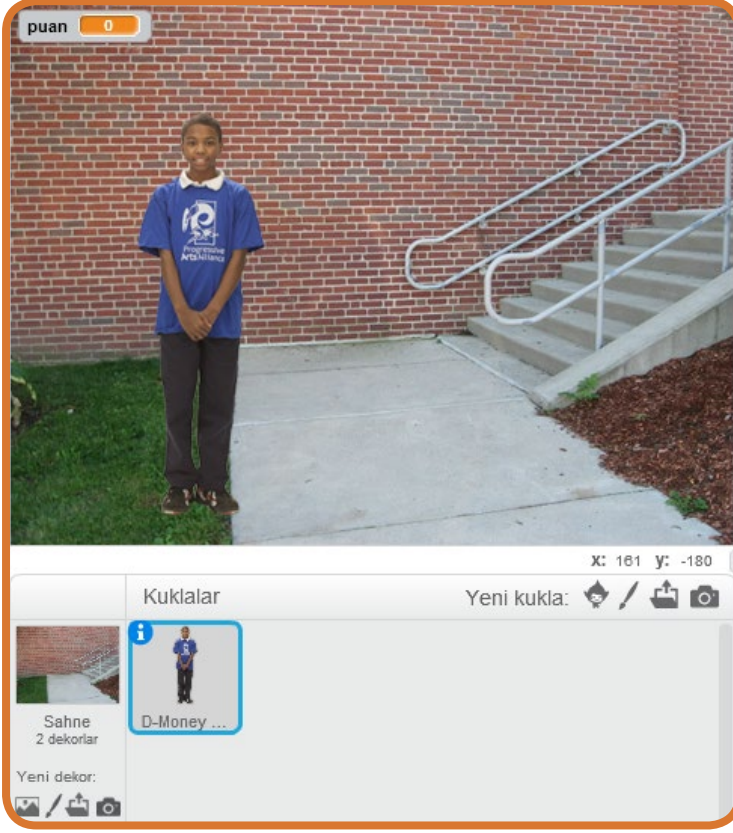 puan 0
Progressive
Arts Alliance
X: 161 y: -180
Kuklalar
Yeni kukla:
i
Sahne
2 dekorlar
D-Money ...
Yeni dekor: